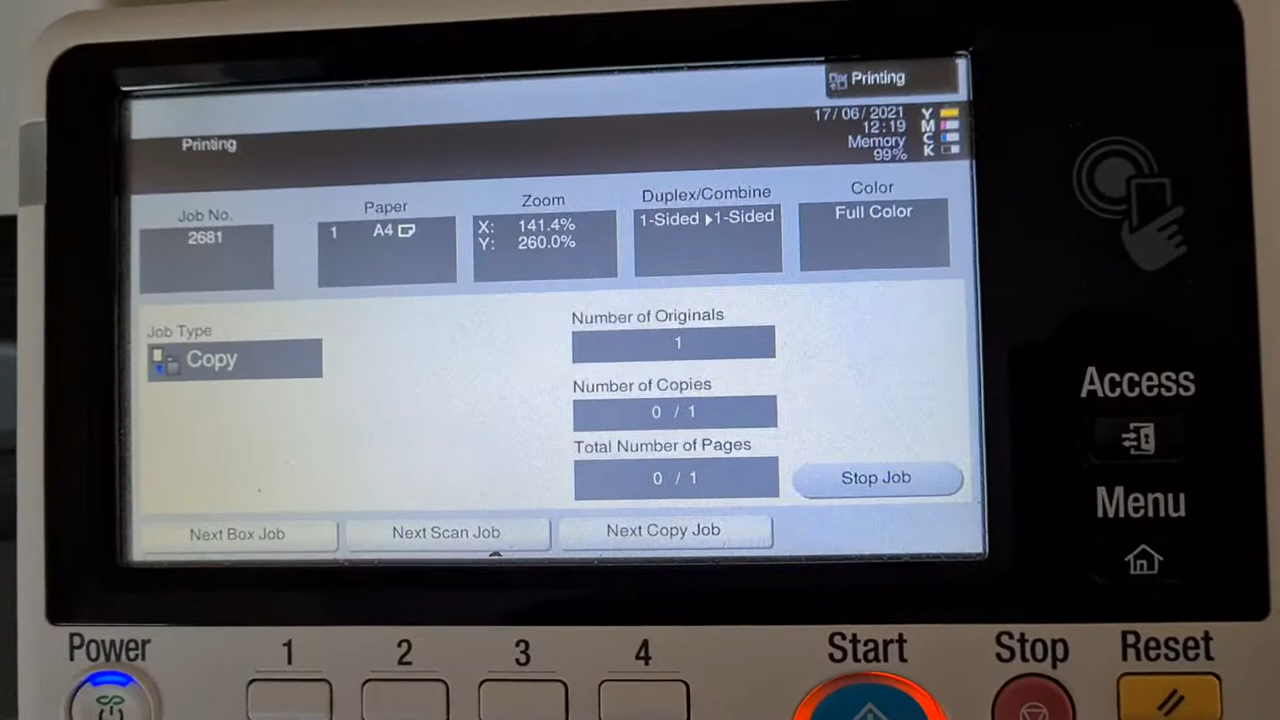 Printing
Printing
17/06/2021
12:19
Memory
99%
Y
M
C
K
Job No.
2681
Paper
1 A4
Zoom
X: 141.4%
Y: 260.0%
Duplex/Combine
1-Sided ▶1-Sided
Color
Full Color
Job Type
Copy
Number of Originals
1
Number of Copies
0 / 1
Total Number of Pages
0 / 1
Stop Job
Next Box Job
Next Scan Job
Next Copy Job
Access
Menu
Power
1
2
3
4
Start
Stop
Reset